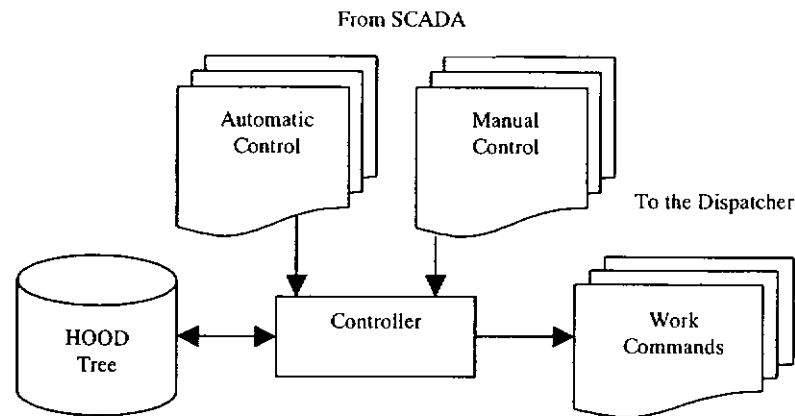 From SCADA
Automatic
Control
Manual
Control
To the Dispatcher
HOOD
Tree
Controller
Work
Commands